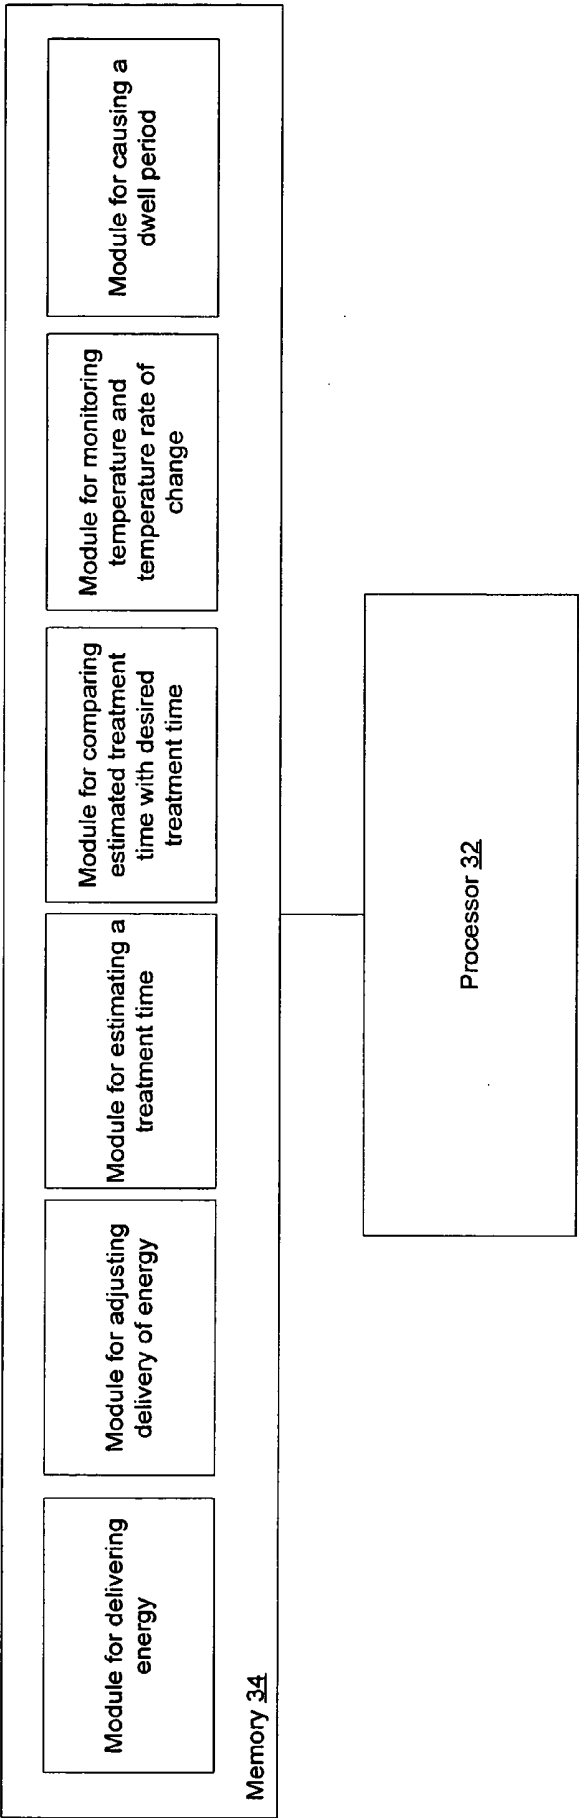 Module for delivering
energy
Module for adjusting
delivery of energy
Module for estimating a
treatment time
Module for comparing
estimated treatment
time with desired
treatment time
Module for monitoring
temperature and
temperature rate of
change
Module for causing a
dwell period
Memory 34
Processor 32